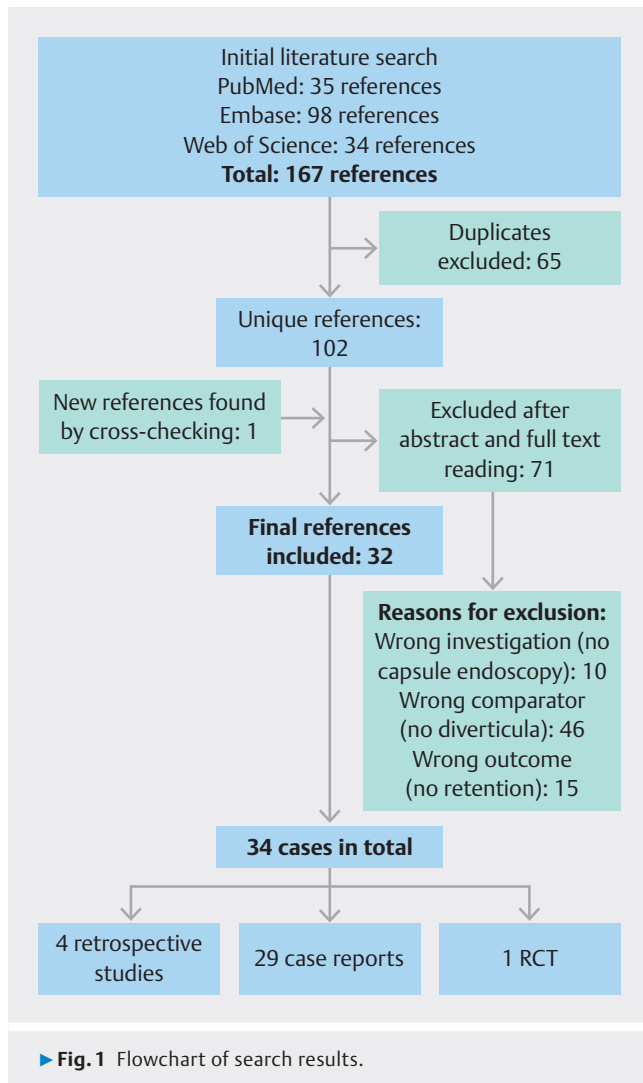 Initial literature search
PubMed: 35 references
Embase: 98 references
Web of Science: 34 references
Total: 167 references
Duplicates
excluded: 65
Unique references:
102
New references found
by cross-checking: 1
Excluded after
abstract and full text
reading: 71
Final references
included: 32
Reasons for exclusion:
Wrong investigation (no
capsule endoscopy): 10
Wrong comparator
(no diverticula): 46
Wrong outcome
(no retention): 15
34 cases in total
4 retrospective
studies
29 case reports
1 RCT
▶ Fig. 1 Flowchart of search results.